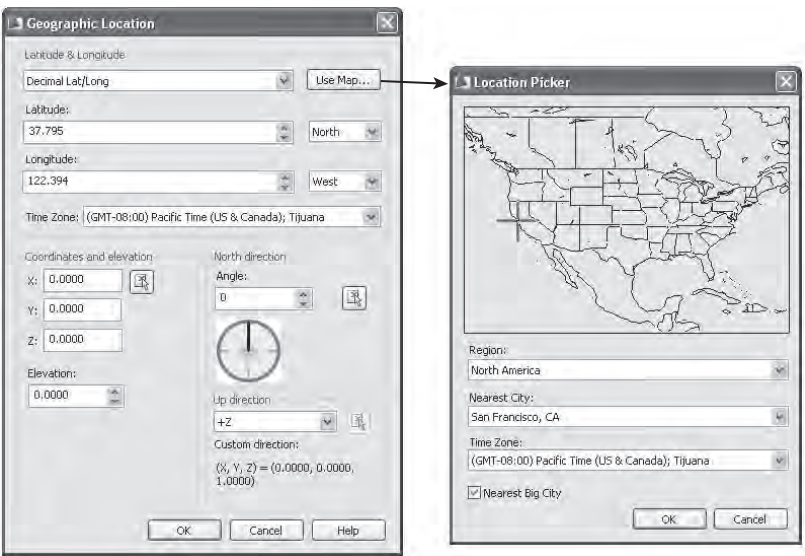 Geographic Location
Latitude & Longitude
Decimal Lat/Long
Use Map...
Latitude:
37.795
North
Longitude:
122.394
West
Time Zone: (GMT-08:00) Pacific Time (US & Canada); Tijuana
Coordinates and elevation
X: 0.0000
Y: 0.0000
Z: 0.0000
Elevation:
0.0000
North direction
Angle:
0
Up direction
+Z
Custom direction:
(X, Y, Z) = (0.0000, 0.0000,
1.0000)
OK
Cancel
Help
Location Picker
Region:
North America
Nearest City:
San Francisco, CA
Time Zone:
(GMT-08:00) Pacific Time (US & Canada); Tijuana
Nearest Big City
OK
Cancel